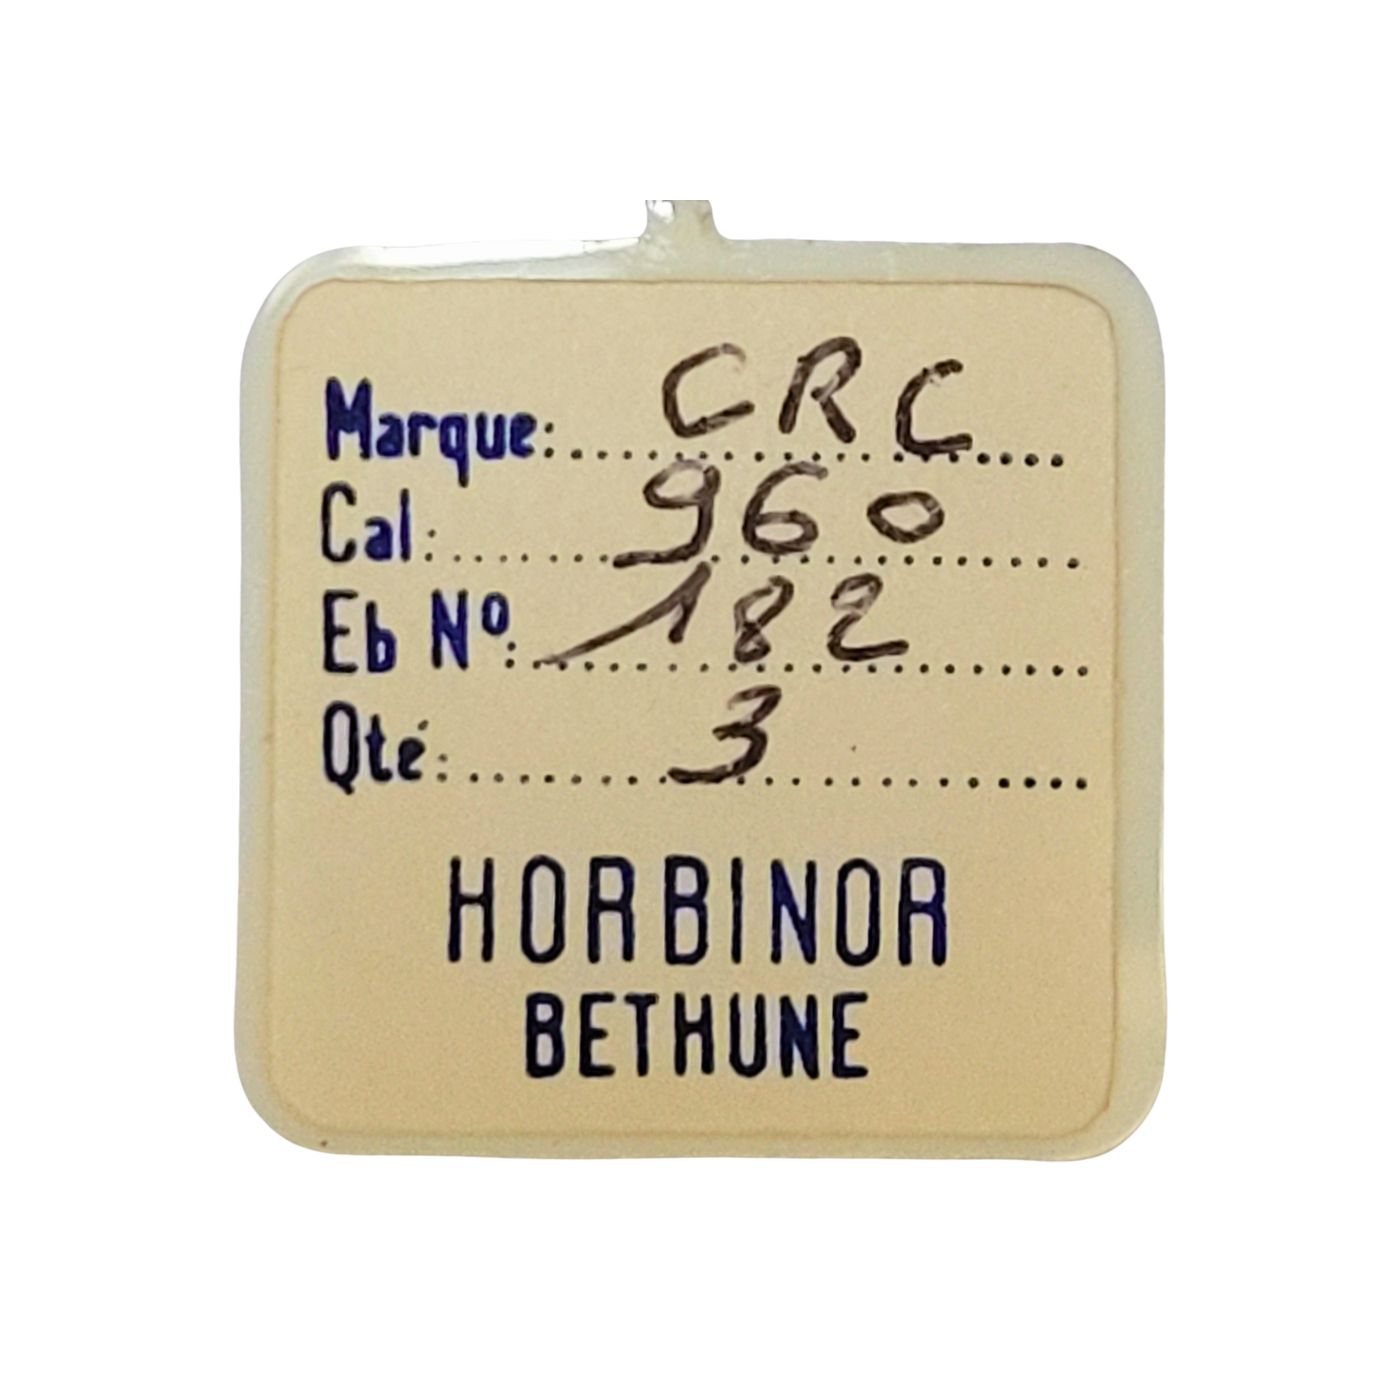 Marque: CRC
Cal: 960
Eb Nº: 182
Qté: 3
HORBINOR
BETHUNE